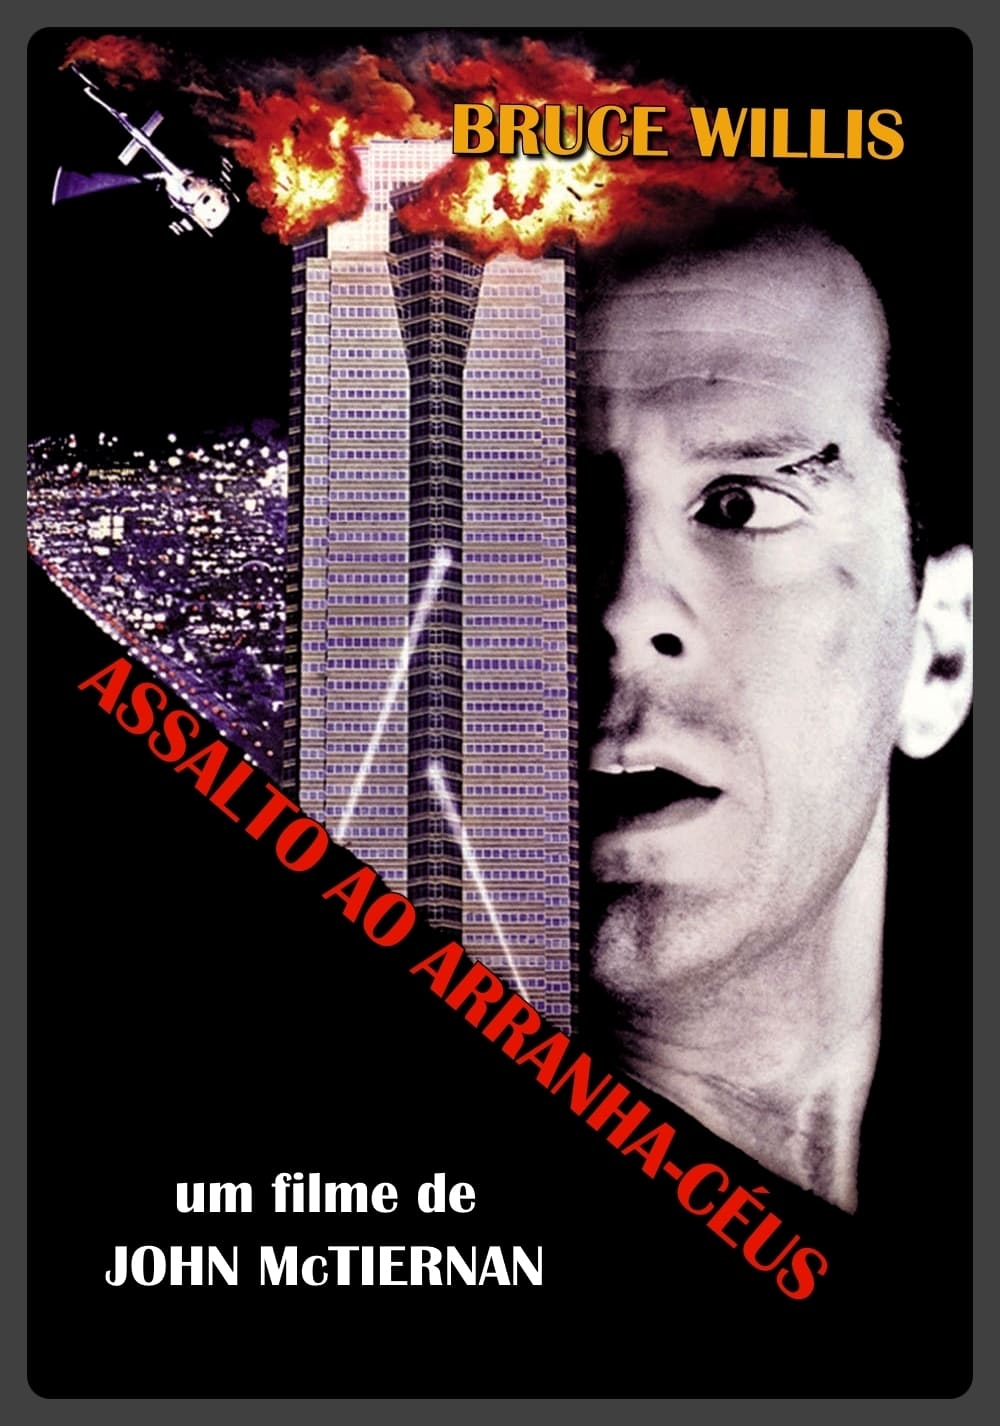 BRUCE WILLIS
ASSALTO AO ARRANHA-CÉUS
um filme de
JOHN McTIERNAN